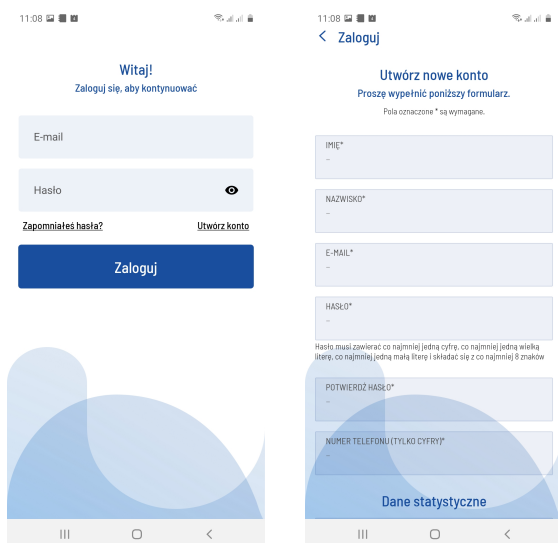 11:08
Witaj!
Zaloguj się, aby kontynuować
E-mail
Hasło
Zapomniałeś hasła?
Utwórz konto
Zaloguj
11:08
Zaloguj
Utwórz nowe konto
Proszę wypełnić poniższy formularz.
Pola oznaczone * są wymagane.
IMIĘ*
–
NAZWISKO*
–
E-MAIL*
–
HASŁO*
–
Hasło musi zawierać co najmniej jedną cyfrę, co najmniej jedną wielką
literę, co najmniej jedną małą literę i składać się z co najmniej 8 znaków
POTWIERDŹ HASŁO*
–
NUMER TELEFONU (TYLKO CYFRY)*
–
Dane statystyczne